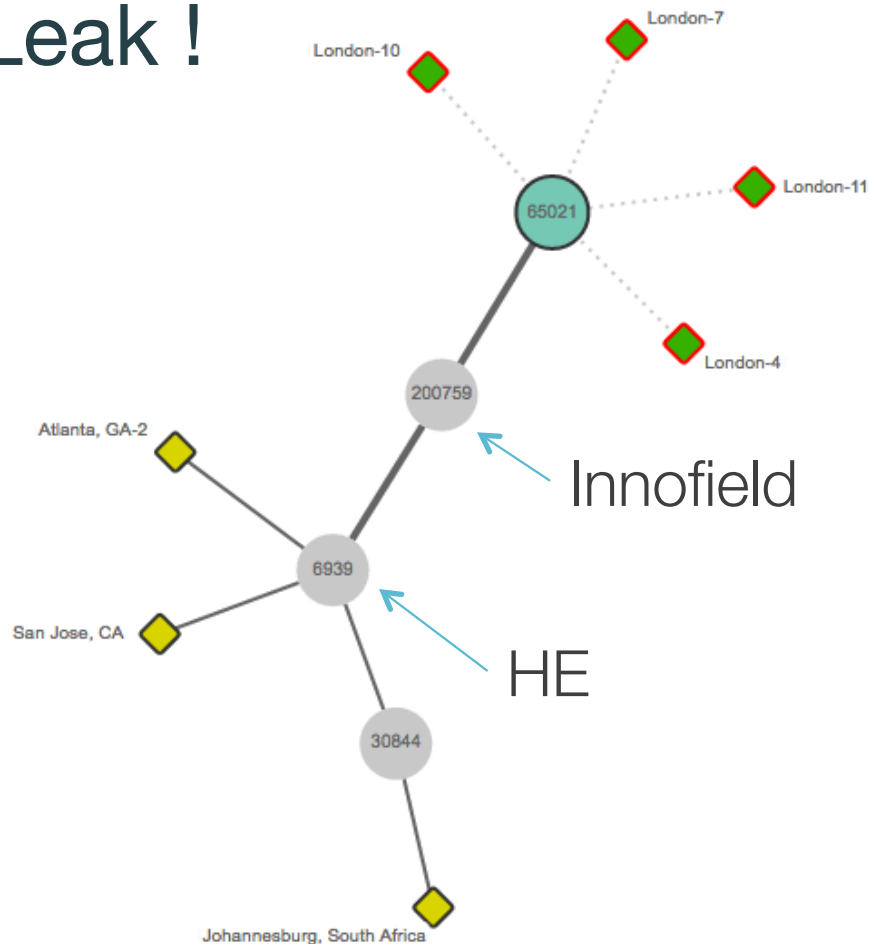 Leak !
London-7
London-10
London-11
65021
London-4
200759
Atlanta, GA-2
Innofield
6939
San Jose, CA
HE
30844
Johannesburg, South Africa